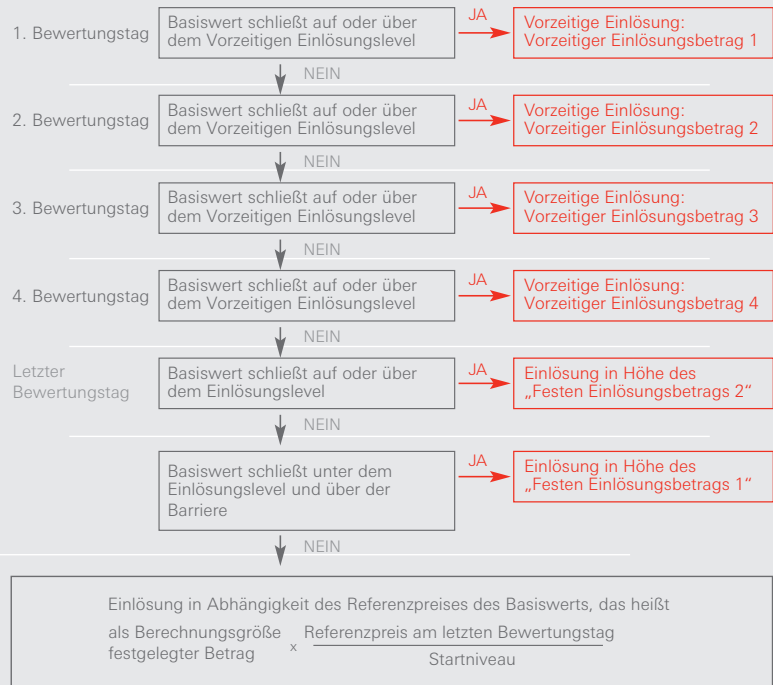 1. Bewertungstag
Basiswert schließt auf oder über
dem Vorzeitigen Einlösungslevel
JA
Vorzeitige Einlösung:
Vorzeitiger Einlösungsbetrag 1
NEIN
2. Bewertungstag
Basiswert schließt auf oder über
dem Vorzeitigen Einlösungslevel
JA
Vorzeitige Einlösung:
Vorzeitiger Einlösungsbetrag 2
NEIN
3. Bewertungstag
Basiswert schließt auf oder über
dem Vorzeitigen Einlösungslevel
JA
Vorzeitige Einlösung:
Vorzeitiger Einlösungsbetrag 3
NEIN
4. Bewertungstag
Basiswert schließt auf oder über
dem Vorzeitigen Einlösungslevel
JA
Vorzeitige Einlösung:
Vorzeitiger Einlösungsbetrag 4
NEIN
Letzter
Bewertungstag
Basiswert schließt auf oder über
dem Einlösungslevel
JA
Einlösung in Höhe des
„Festen Einlösungsbetrags 2“
NEIN
Basiswert schließt unter dem
Einlösungslevel und über der
Barriere
JA
Einlösung in Höhe des
„Festen Einlösungsbetrags 1“
NEIN
Einlösung in Abhängigkeit des Referenzpreises des Basiswerts, das heißt
als Berechnungsgröße
festgelegter Betrag
x
Referenzpreis am letzten Bewertungstag
Startniveau